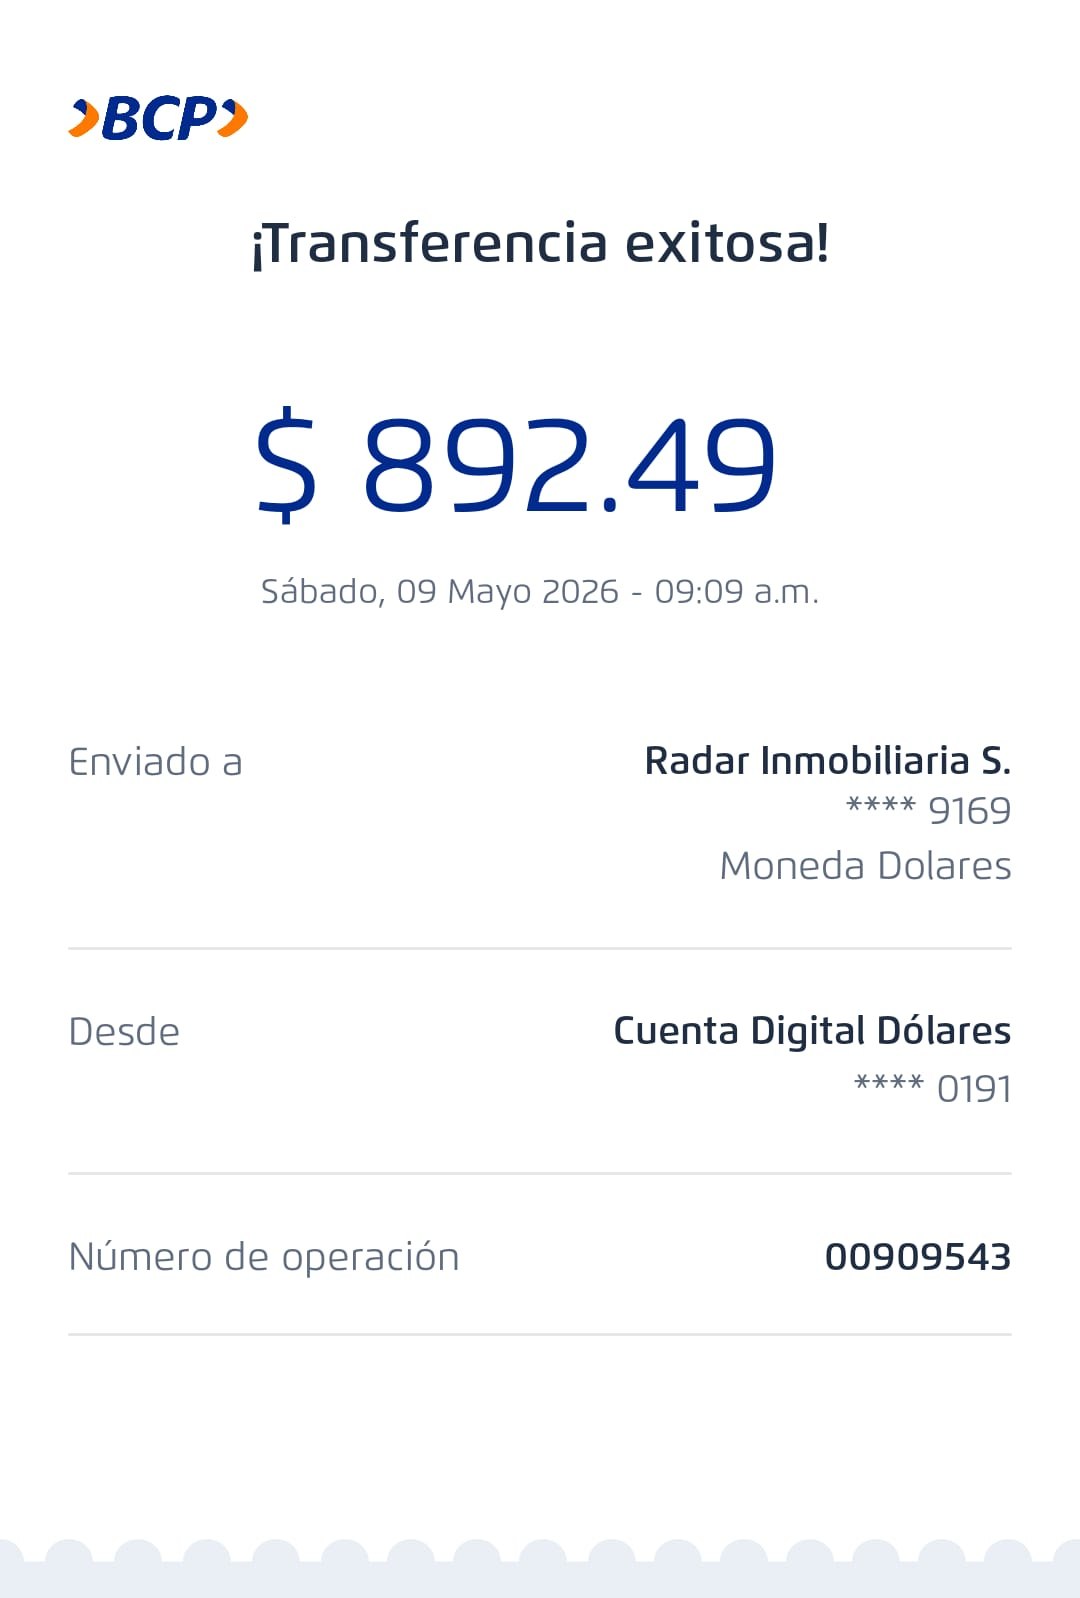 BCP
¡Transferencia exitosa!
$ 892.49
Sábado, 09 Mayo 2026 - 09:09 a.m.
Enviado a
Radar Inmobiliaria S.
**** 9169
Moneda Dolares
Desde
Cuenta Digital Dólares
**** 0191
Número de operación
00909543